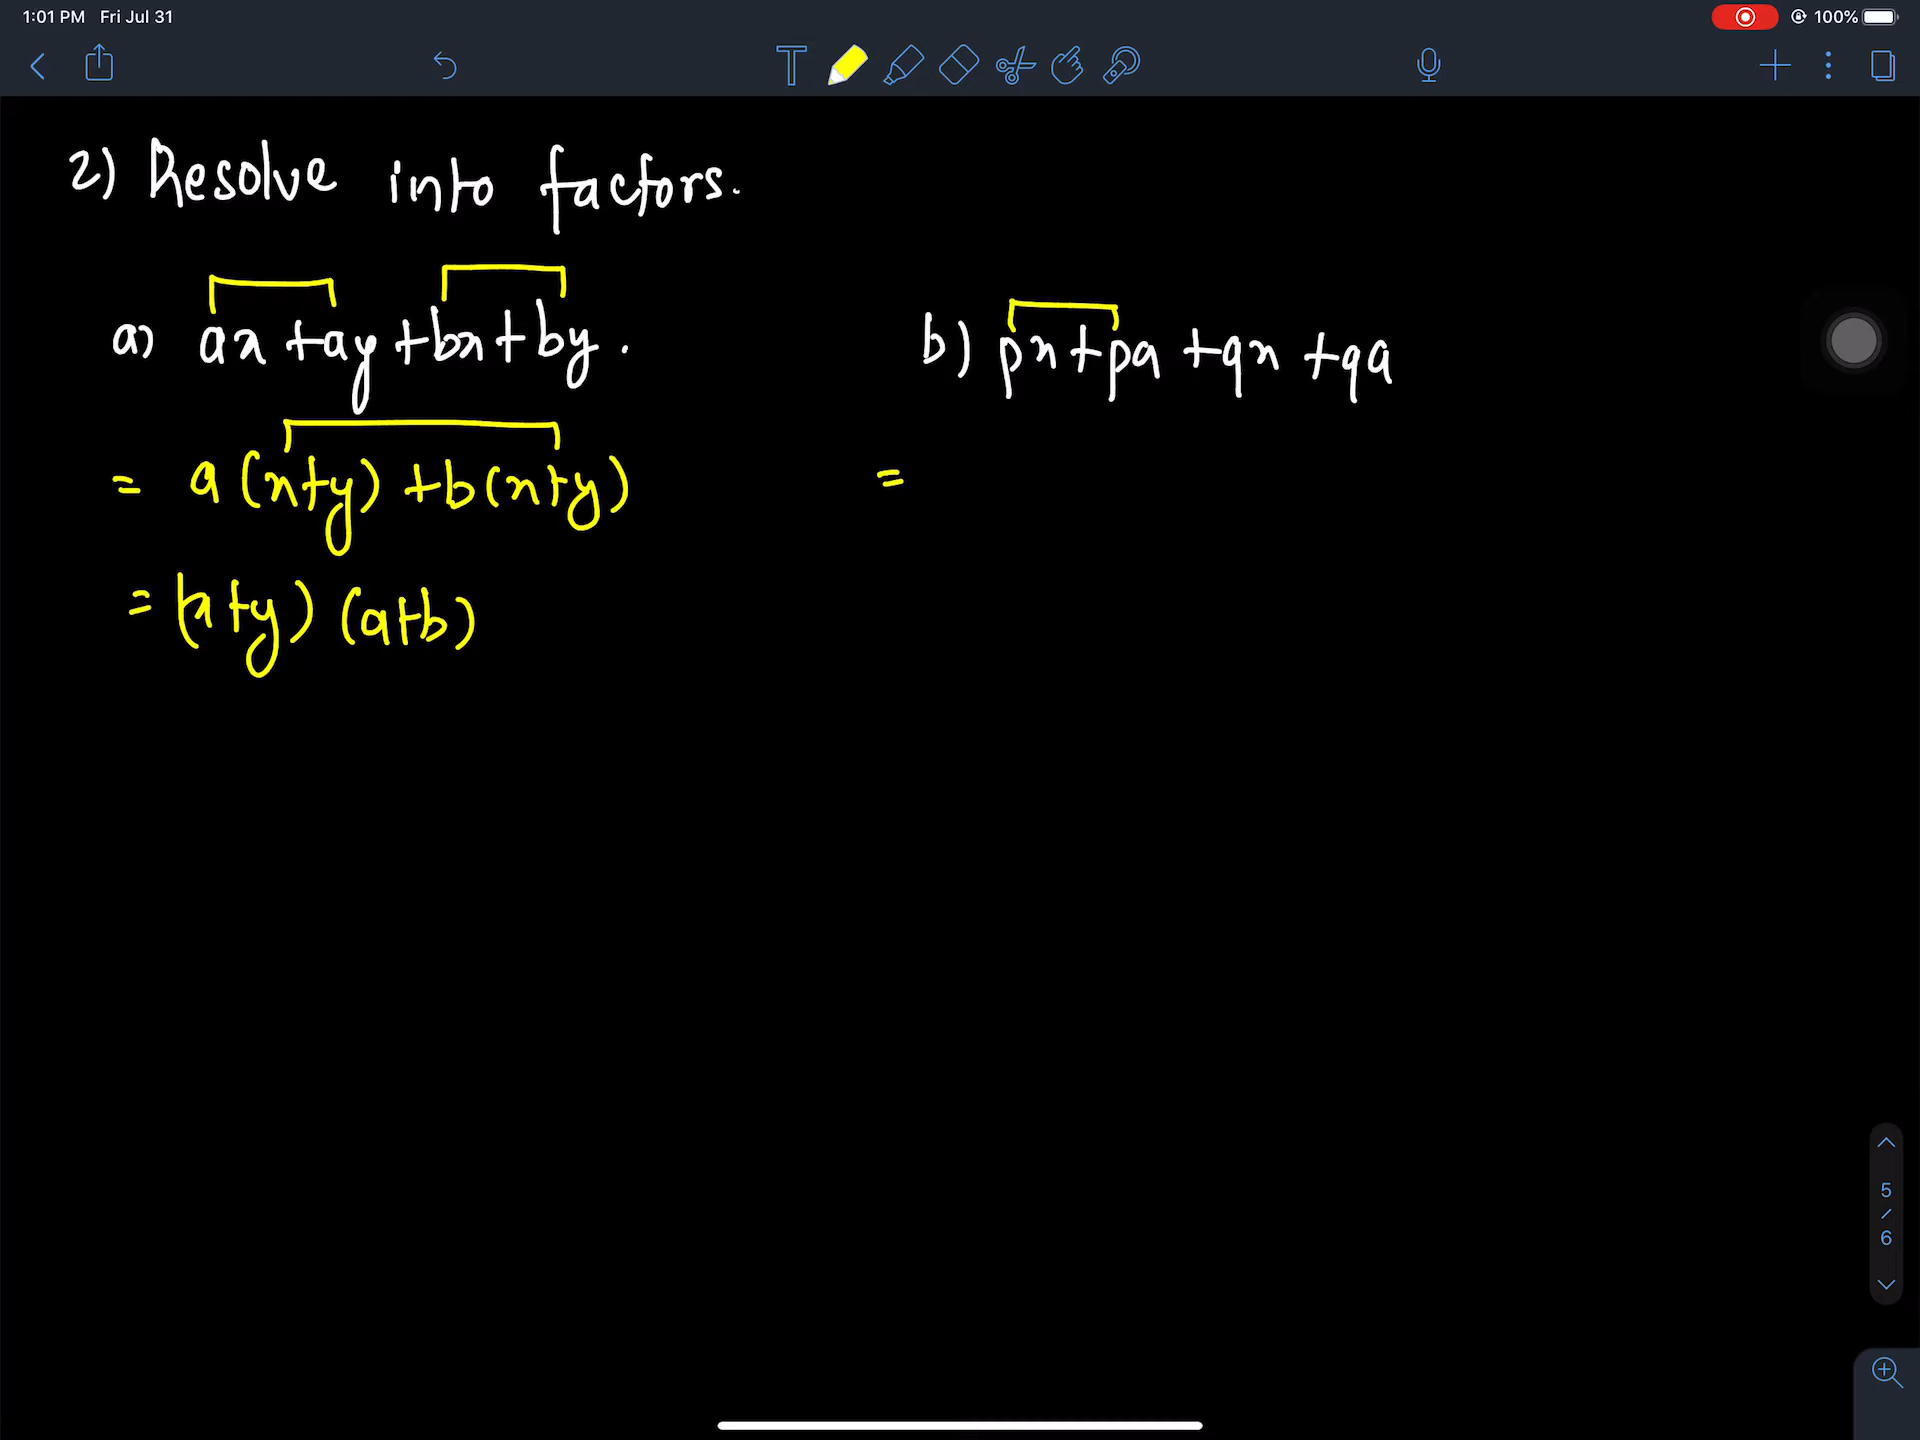 1:01 PM Fri Jul 31
100%
2) Resolve into factors.
a) ax + ay + bx + by.
= a (x+y) + b (x+y)
= (x+y) (a+b)
b) px + pa + qx + qa
=
5
/
6